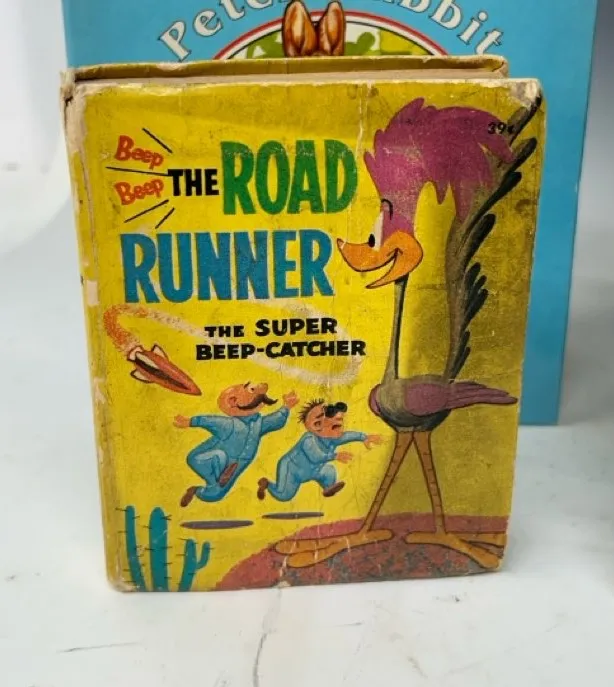 Peter Rabbit
39¢
Beep
Beep
THE ROAD
RUNNER
THE SUPER
BEEP-CATCHER